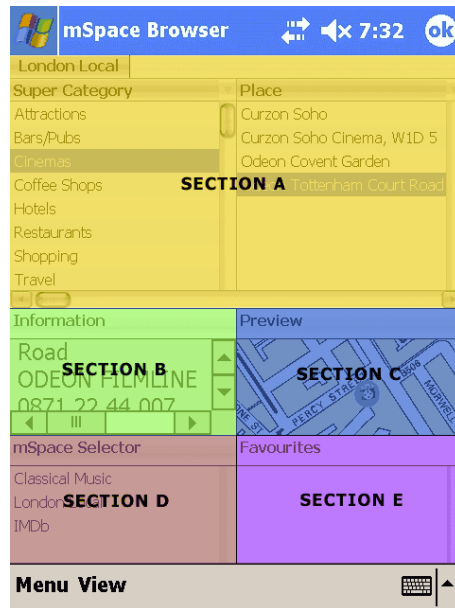 mSpace Browser 7:32 ok
London Local
Super Category Place
Attractions Curzon Soho
Bars/Pubs Curzon Soho Cinema, W1D 5
Cinemas Odeon Covent Garden
Coffee Shops SECTION A Tottenham Court Road
Hotels
Restaurants
Shopping
Travel
Information Preview
Road
SECTION B
ODEON FILMLINE
0871 22 44 007
SECTION C
PERCY STREET
mSpace Selector Favourites
Classical Music
London SECTION D SECTION E
IMDb
Menu View